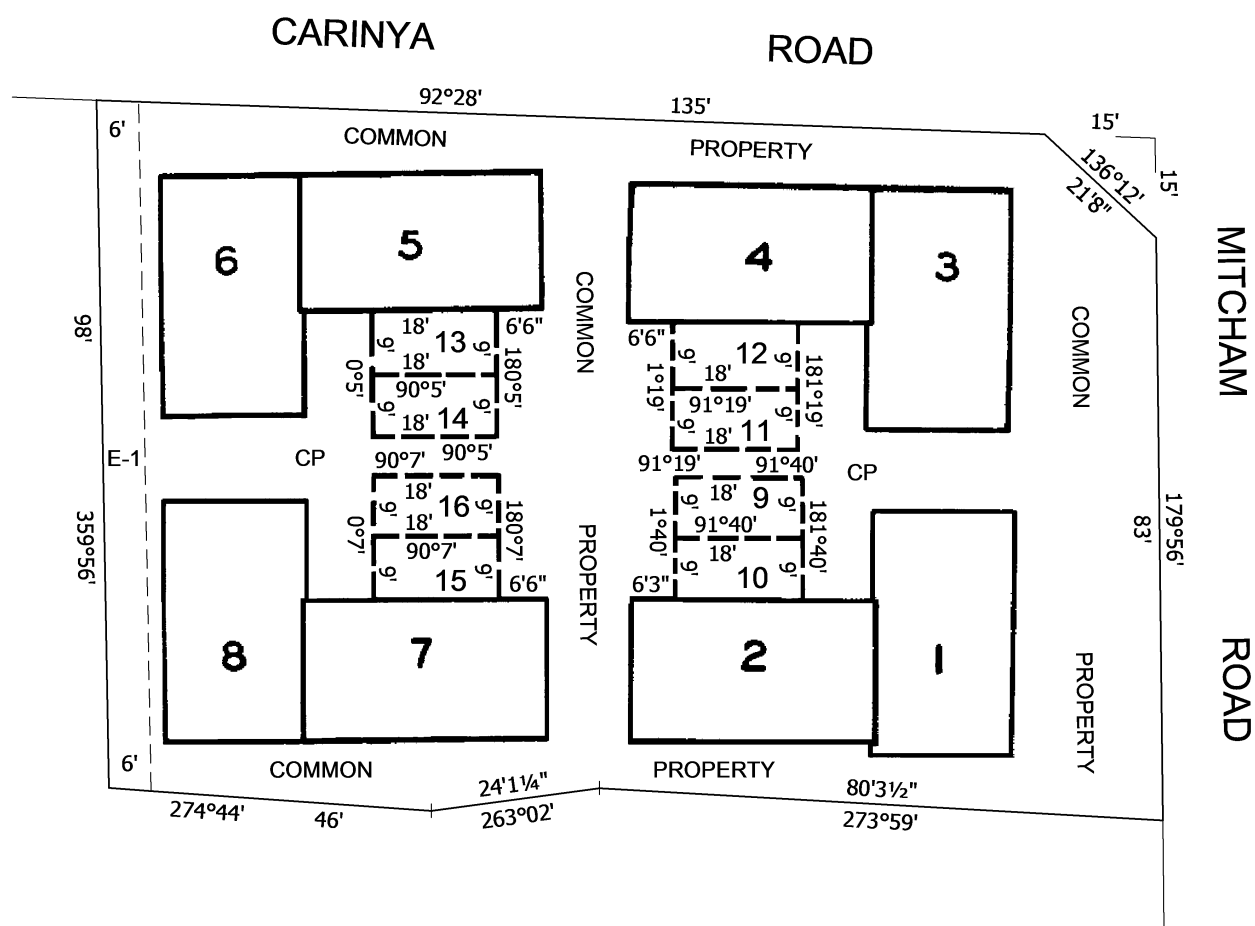 CARINYA ROAD
92°28' 135'
15'
15'
136°12'
21'8"
6'
COMMON PROPERTY
MITCHAM ROAD
6 5 4 3
COMMON PROPERTY
COMMON PROPERTY
98'
359°56'
18' 13 9' 9' 6'6"
18'
0°5' 90°5' 180°5'
9' 14 9'
18'
90°5'
6'6" 9' 12 9'
18'
1°19' 91°19' 181°19'
9' 11 9'
18'
91°19'
E-1 CP
90°7'
18' 16
9' 9'
18'
0°7' 90°7' 180°7'
9' 15 9' 6'6"
91°40' CP
18' 9
9' 9'
91°40'
1°40' 18' 181°40'
6'3" 9' 10 9'
179°56'
83'
8 7 2 1
6'
COMMON PROPERTY
24'1¼" 80'3½"
274°44' 46' 263°02' 273°59'